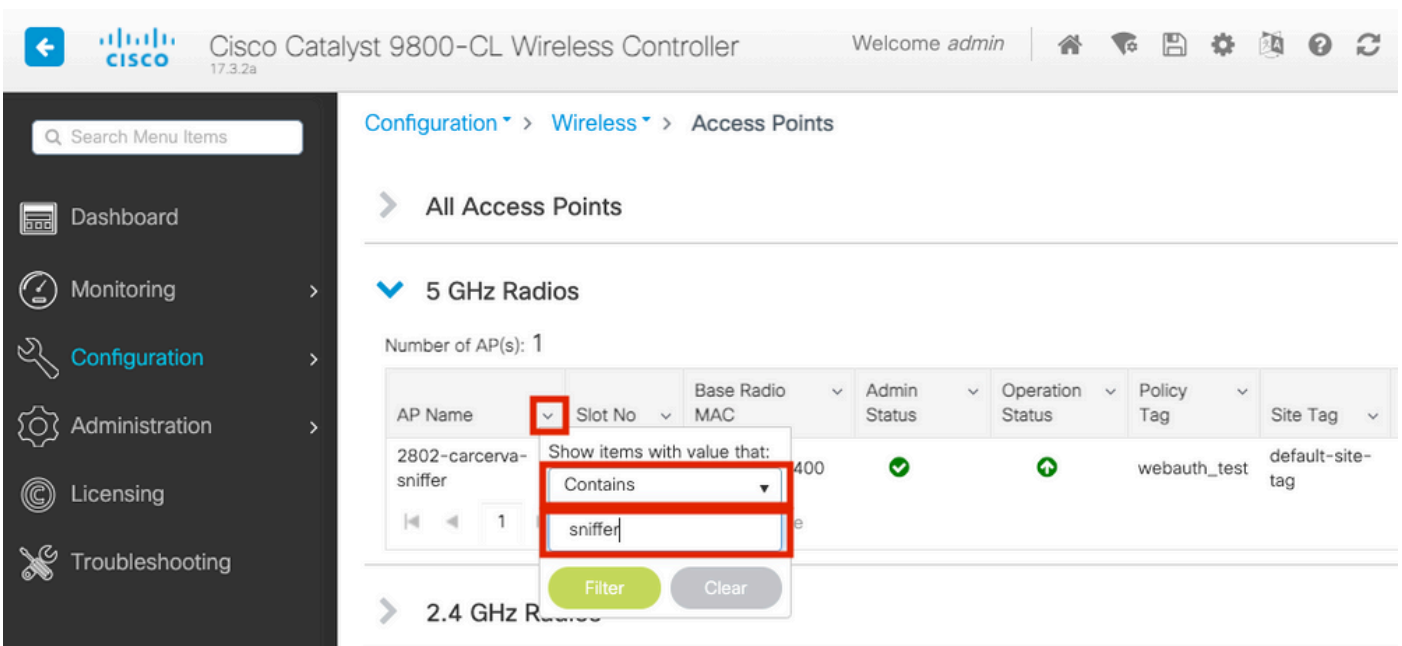 CISCO
Cisco Catalyst 9800-CL Wireless Controller
17.3.2a
Welcome admin
Search Menu Items
Dashboard
Monitoring
Configuration
Administration
Licensing
Troubleshooting
Configuration > Wireless > Access Points
All Access Points
5 GHz Radios
Number of AP(s): 1
AP Name
Slot No
Base Radio
MAC
Admin
Status
Operation
Status
Policy
Tag
Site Tag
2802-carcerva-
sniffer
400
webauth_test
default-site-
tag
1
Show items with value that:
Contains
sniffer
Filter
Clear
2.4 GHz